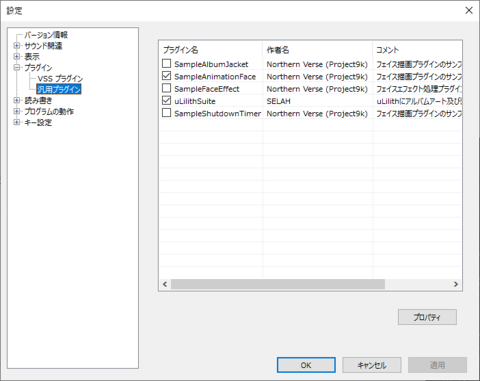 設定
バージョン情報
サウンド関連
表示
プラグイン
VSS プラグイン
汎用プラグイン
読み書き
プログラムの動作
キー設定
プラグイン名 作者名 コメント
SampleAlbumJacket Northern Verse (Project9k) フェイス描画プラグインのサンプ
SampleAnimationFace Northern Verse (Project9k) フェイス描画プラグインのサンプ
SampleFaceEffect Northern Verse (Project9k) フェイスエフェクト処理プラグイン
uLilithSuite SELAH uLilithにアルバムアート及び
SampleShutdownTimer Northern Verse (Project9k) フェイス描画プラグインのサンプ
プロパティ
OK キャンセル 適用